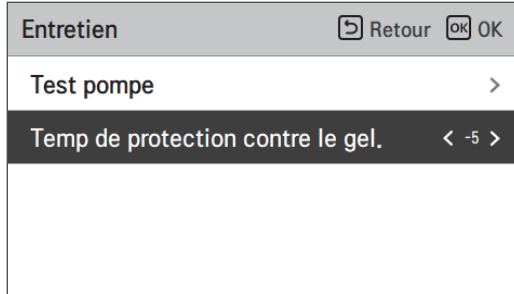 Entretien Retour OK OK
Test pompe >
Temp de protection contre le gel. < -5 >